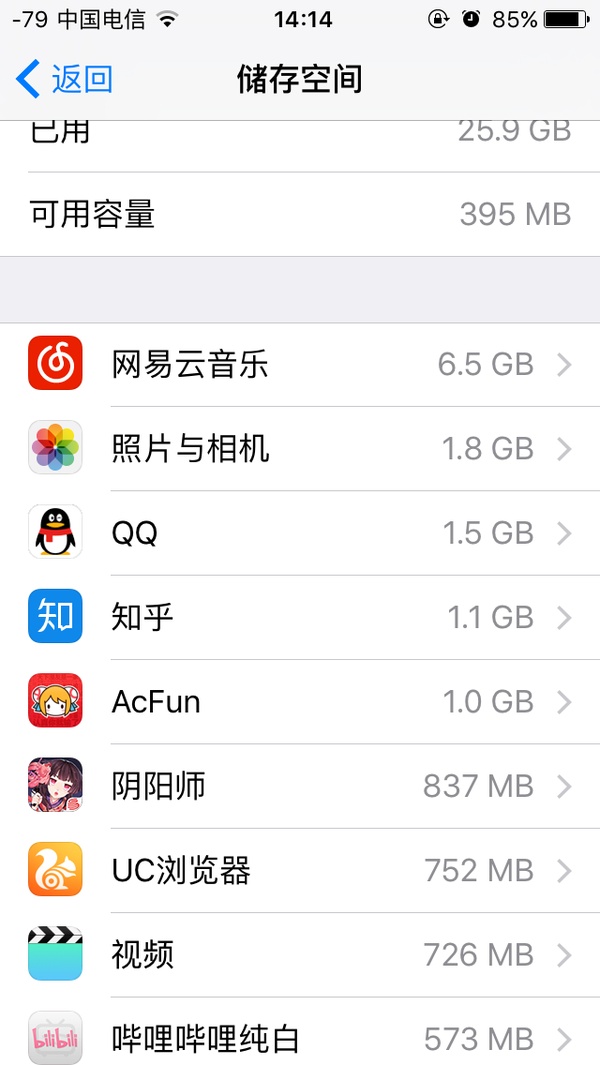 -79 中国电信 14:14 85%
返回 储存空间
已用 25.9 GB
可用容量 395 MB
网易云音乐 6.5 GB
照片与相机 1.8 GB
QQ 1.5 GB
知 知乎 1.1 GB
AcFun 1.0 GB
阴阳师 837 MB
UC浏览器 752 MB
视频 726 MB
bilibili 哔哩哔哩纯白 573 MB